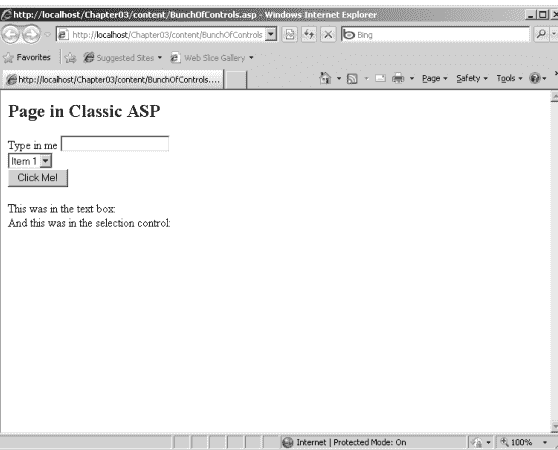 http://localhost/Chapter03/content/BunchOfControls.asp - Windows Internet Explorer
http://localhost/Chapter03/content/BunchOfControls
Bing
Favorites Suggested Sites Web Slice Gallery
http://localhost/Chapter03/content/BunchOfControls....
Page Safety Tools
Page in Classic ASP
Type in me
Item 1
Click Me!
This was in the text box:
And this was in the selection control:
Internet | Protected Mode: On
100%